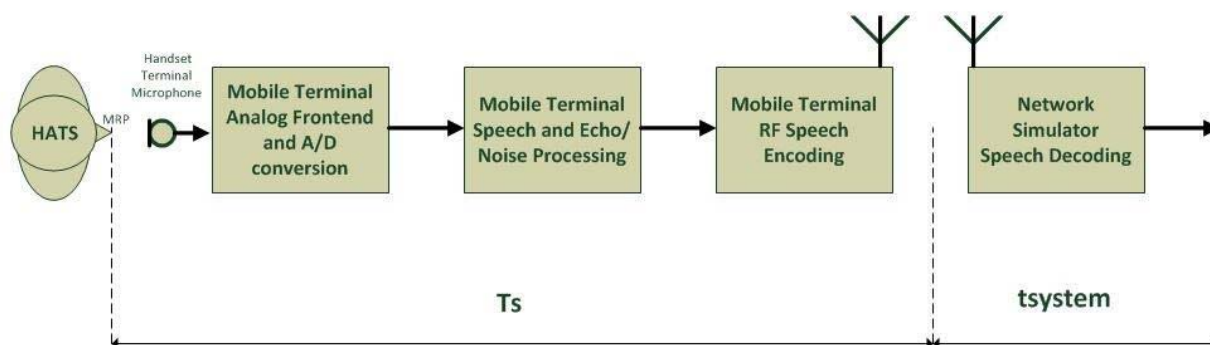 HATS
MRP
Handset
Terminal
Microphone
Mobile Terminal
Analog Frontend
and A/D
conversion
Mobile Terminal
Speech and Echo/
Noise Processing
Mobile Terminal
RF Speech
Encoding
Network
Simulator
Speech Decoding
Ts
tsystem